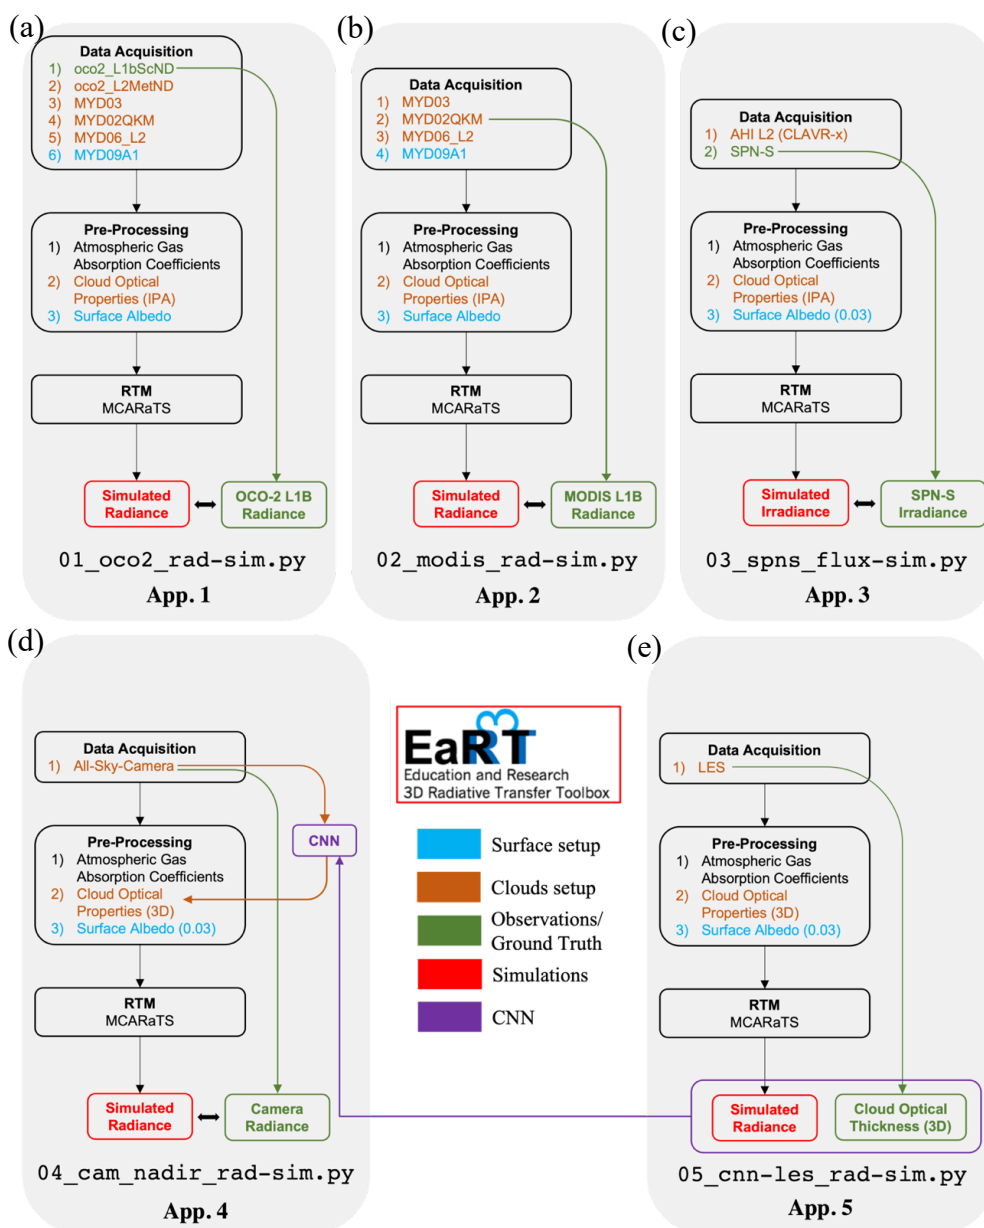 (a)
Data Acquisition
1) oco2_L1bScND
2) oco2_L2MetND
3) MYD03
4) MYD02QKM
5) MYD06_L2
6) MYD09A1
Pre-Processing
1) Atmospheric Gas
Absorption Coefficients
2) Cloud Optical
Properties (IPA)
3) Surface Albedo
RTM
MCARaTS
Simulated
Radiance
OCO-2 L1B
Radiance
01_oco2_rad-sim.py
App. 1
(b)
Data Acquisition
1) MYD03
2) MYD02QKM
3) MYD06_L2
4) MYD09A1
Pre-Processing
1) Atmospheric Gas
Absorption Coefficients
2) Cloud Optical
Properties (IPA)
3) Surface Albedo
RTM
MCARaTS
Simulated
Radiance
MODIS L1B
Radiance
02_modis_rad-sim.py
App. 2
(c)
Data Acquisition
1) AHI L2 (CLAVR-x)
2) SPN-S
Pre-Processing
1) Atmospheric Gas
Absorption Coefficients
2) Cloud Optical
Properties (IPA)
3) Surface Albedo (0.03)
RTM
MCARaTS
Simulated
Irradiance
SPN-S
Irradiance
03_spns_flux-sim.py
App. 3
(d)
Data Acquisition
1) All-Sky-Camera
CNN
Pre-Processing
1) Atmospheric Gas
Absorption Coefficients
2) Cloud Optical
Properties (3D)
3) Surface Albedo (0.03)
RTM
MCARaTS
Simulated
Radiance
Camera
Radiance
04_cam_nadir_rad-sim.py
App. 4
EaR3T
Education and Research
3D Radiative Transfer Toolbox
Surface setup
Clouds setup
Observations/
Ground Truth
Simulations
CNN
(e)
Data Acquisition
1) LES
Pre-Processing
1) Atmospheric Gas
Absorption Coefficients
2) Cloud Optical
Properties (3D)
3) Surface Albedo (0.03)
RTM
MCARaTS
Simulated
Radiance
Cloud Optical
Thickness (3D)
05_cnn-les_rad-sim.py
App. 5